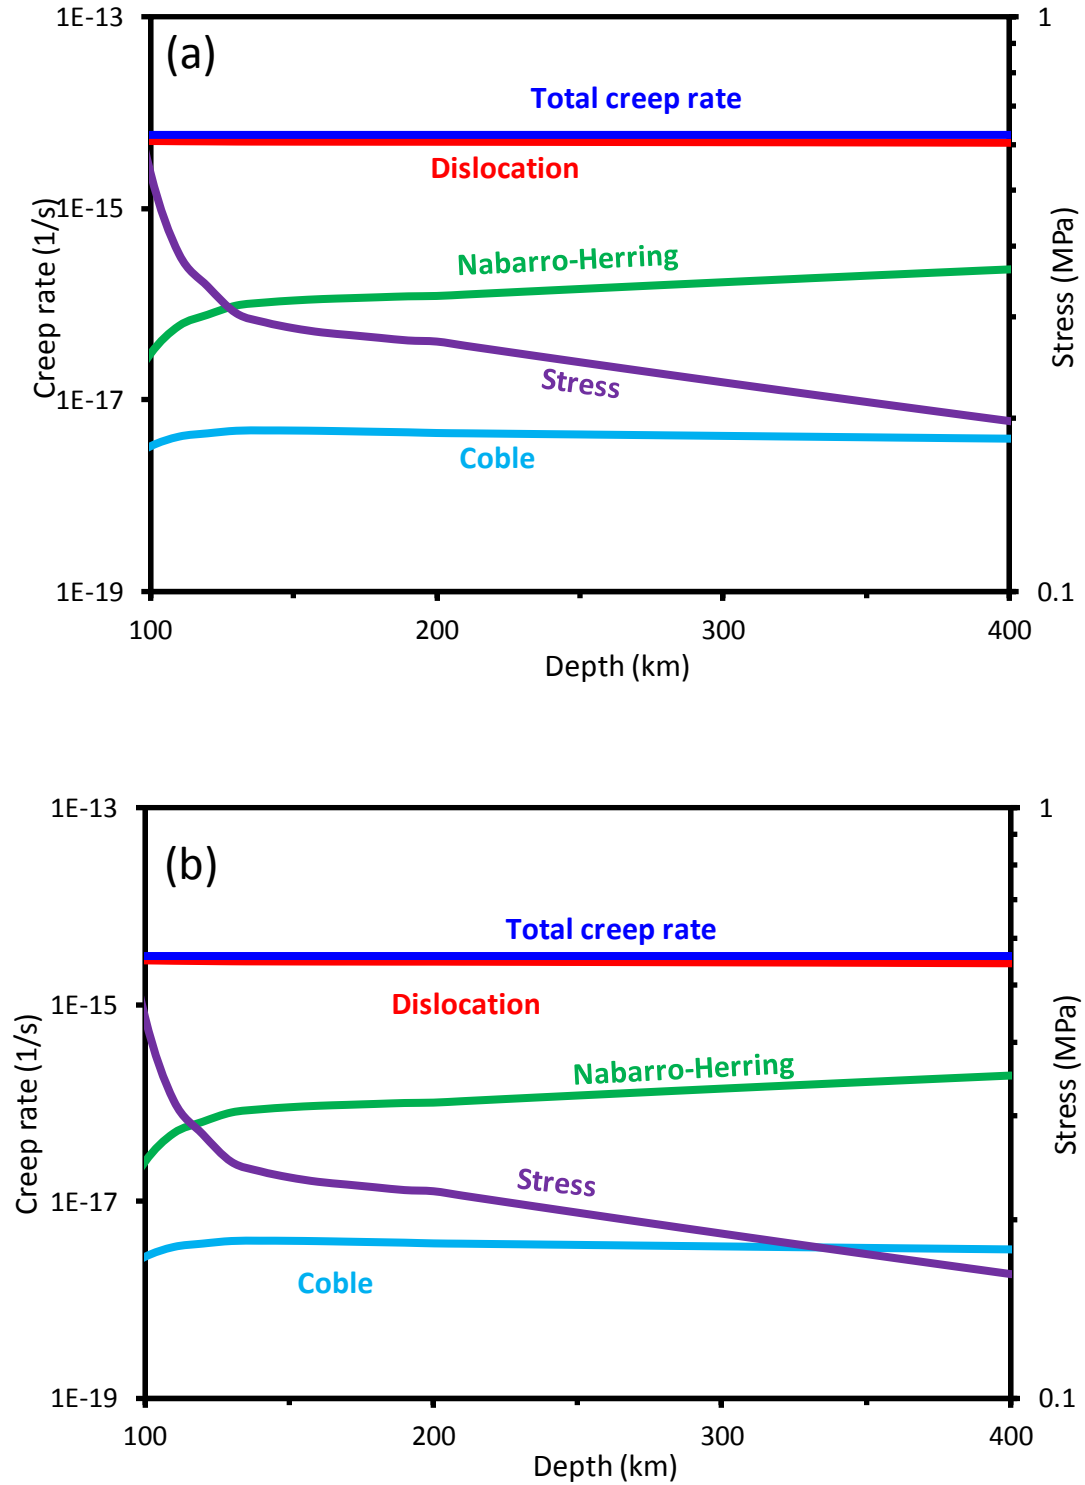 (a)
1E-13
1E-15
1E-17
1E-19
Creep rate (1/s)
Total creep rate
Dislocation
Nabarro-Herring
Stress
Coble
1
0.1
Stress (MPa)
100 200 300 400
Depth (km)
(b)
1E-13
1E-15
1E-17
1E-19
Creep rate (1/s)
Total creep rate
Dislocation
Nabarro-Herring
Stress
Coble
1
0.1
Stress (MPa)
100 200 300 400
Depth (km)